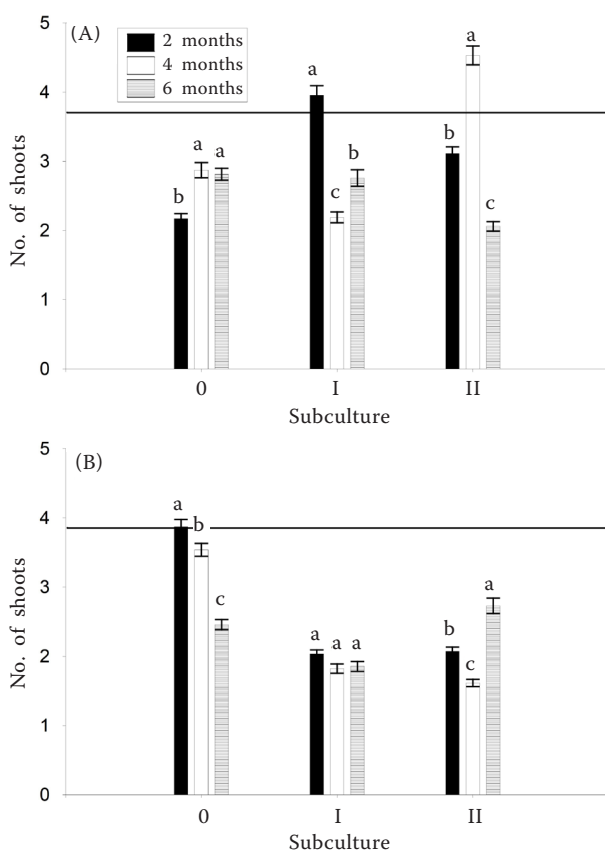 (A)
2 months
4 months
6 months
No. of shoots
5
4
3
2
1
0
b a a
a c b
b a c
0 I II
Subculture
(B)
No. of shoots
5
4
3
2
1
0
a b c
a a a
b c a
0 I II
Subculture